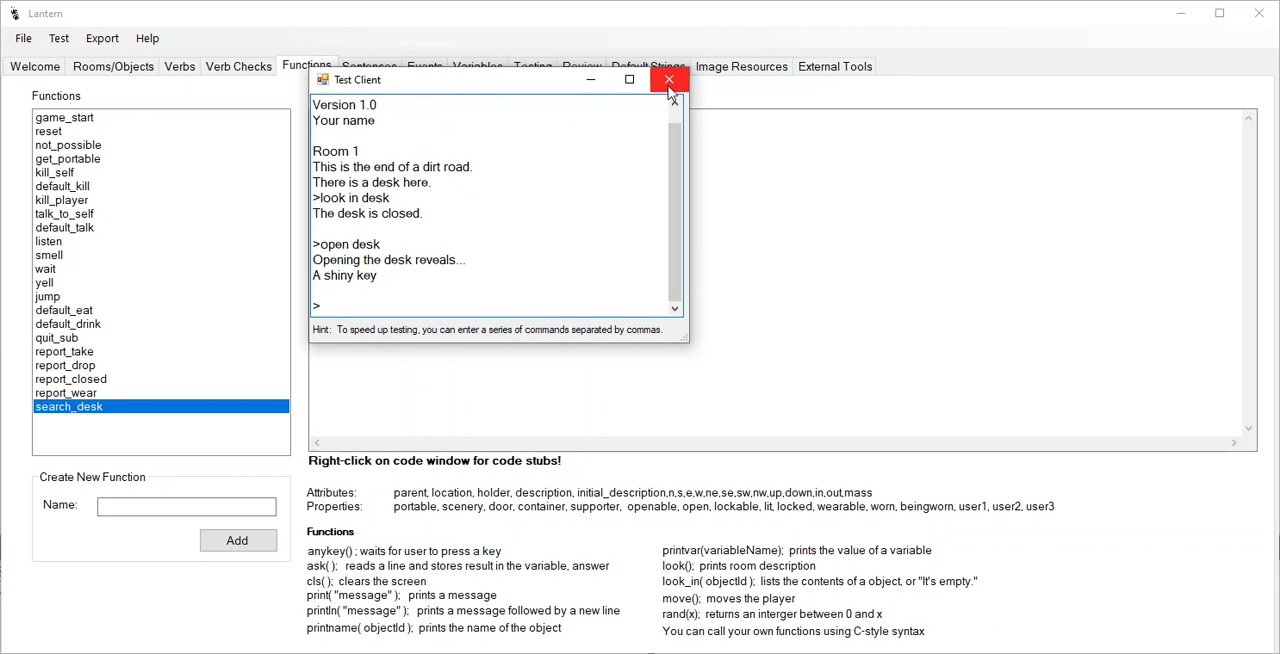 Lantern
File Test Export Help
Welcome Rooms/Objects Verbs Verb Checks Functions Sentences Events Variables Testing Review Default Strings Image Resources External Tools
Functions
game_start
reset
not_possible
get_portable
kill_self
default_kill
kill_player
talk_to_self
default_talk
listen
smell
wait
yell
jump
default_eat
default_drink
quit_sub
report_take
report_drop
report_closed
report_wear
search_desk
Create New Function
Name:
Add
Test Client
Version 1.0
Your name
Room 1
This is the end of a dirt road.
There is a desk here.
>look in desk
The desk is closed.
>open desk
Opening the desk reveals...
A shiny key
>
Hint: To speed up testing, you can enter a series of commands separated by commas.
Right-click on code window for code stubs!
Attributes: parent, location, holder, description, initial_description,n,s,e,w,ne,se,sw,nw,up,down,in,out,mass
Properties: portable, scenery, door, container, supporter, openable, open, lockable, lit, locked, wearable, worn, beingworn, user1, user2, user3
Functions
anykey() ; waits for user to press a key
ask( ); reads a line and stores result in the variable, answer
cls( ); clears the screen
print( "message" ); prints a message
println( "message" ); prints a message followed by a new line
printname( objectId ); prints the name of the object
printvar(variableName); prints the value of a variable
look(); prints room description
look_in( objectId ); lists the contents of a object, or "It's empty."
move(); moves the player
rand(x); returns an interger between 0 and x
You can call your own functions using C-style syntax